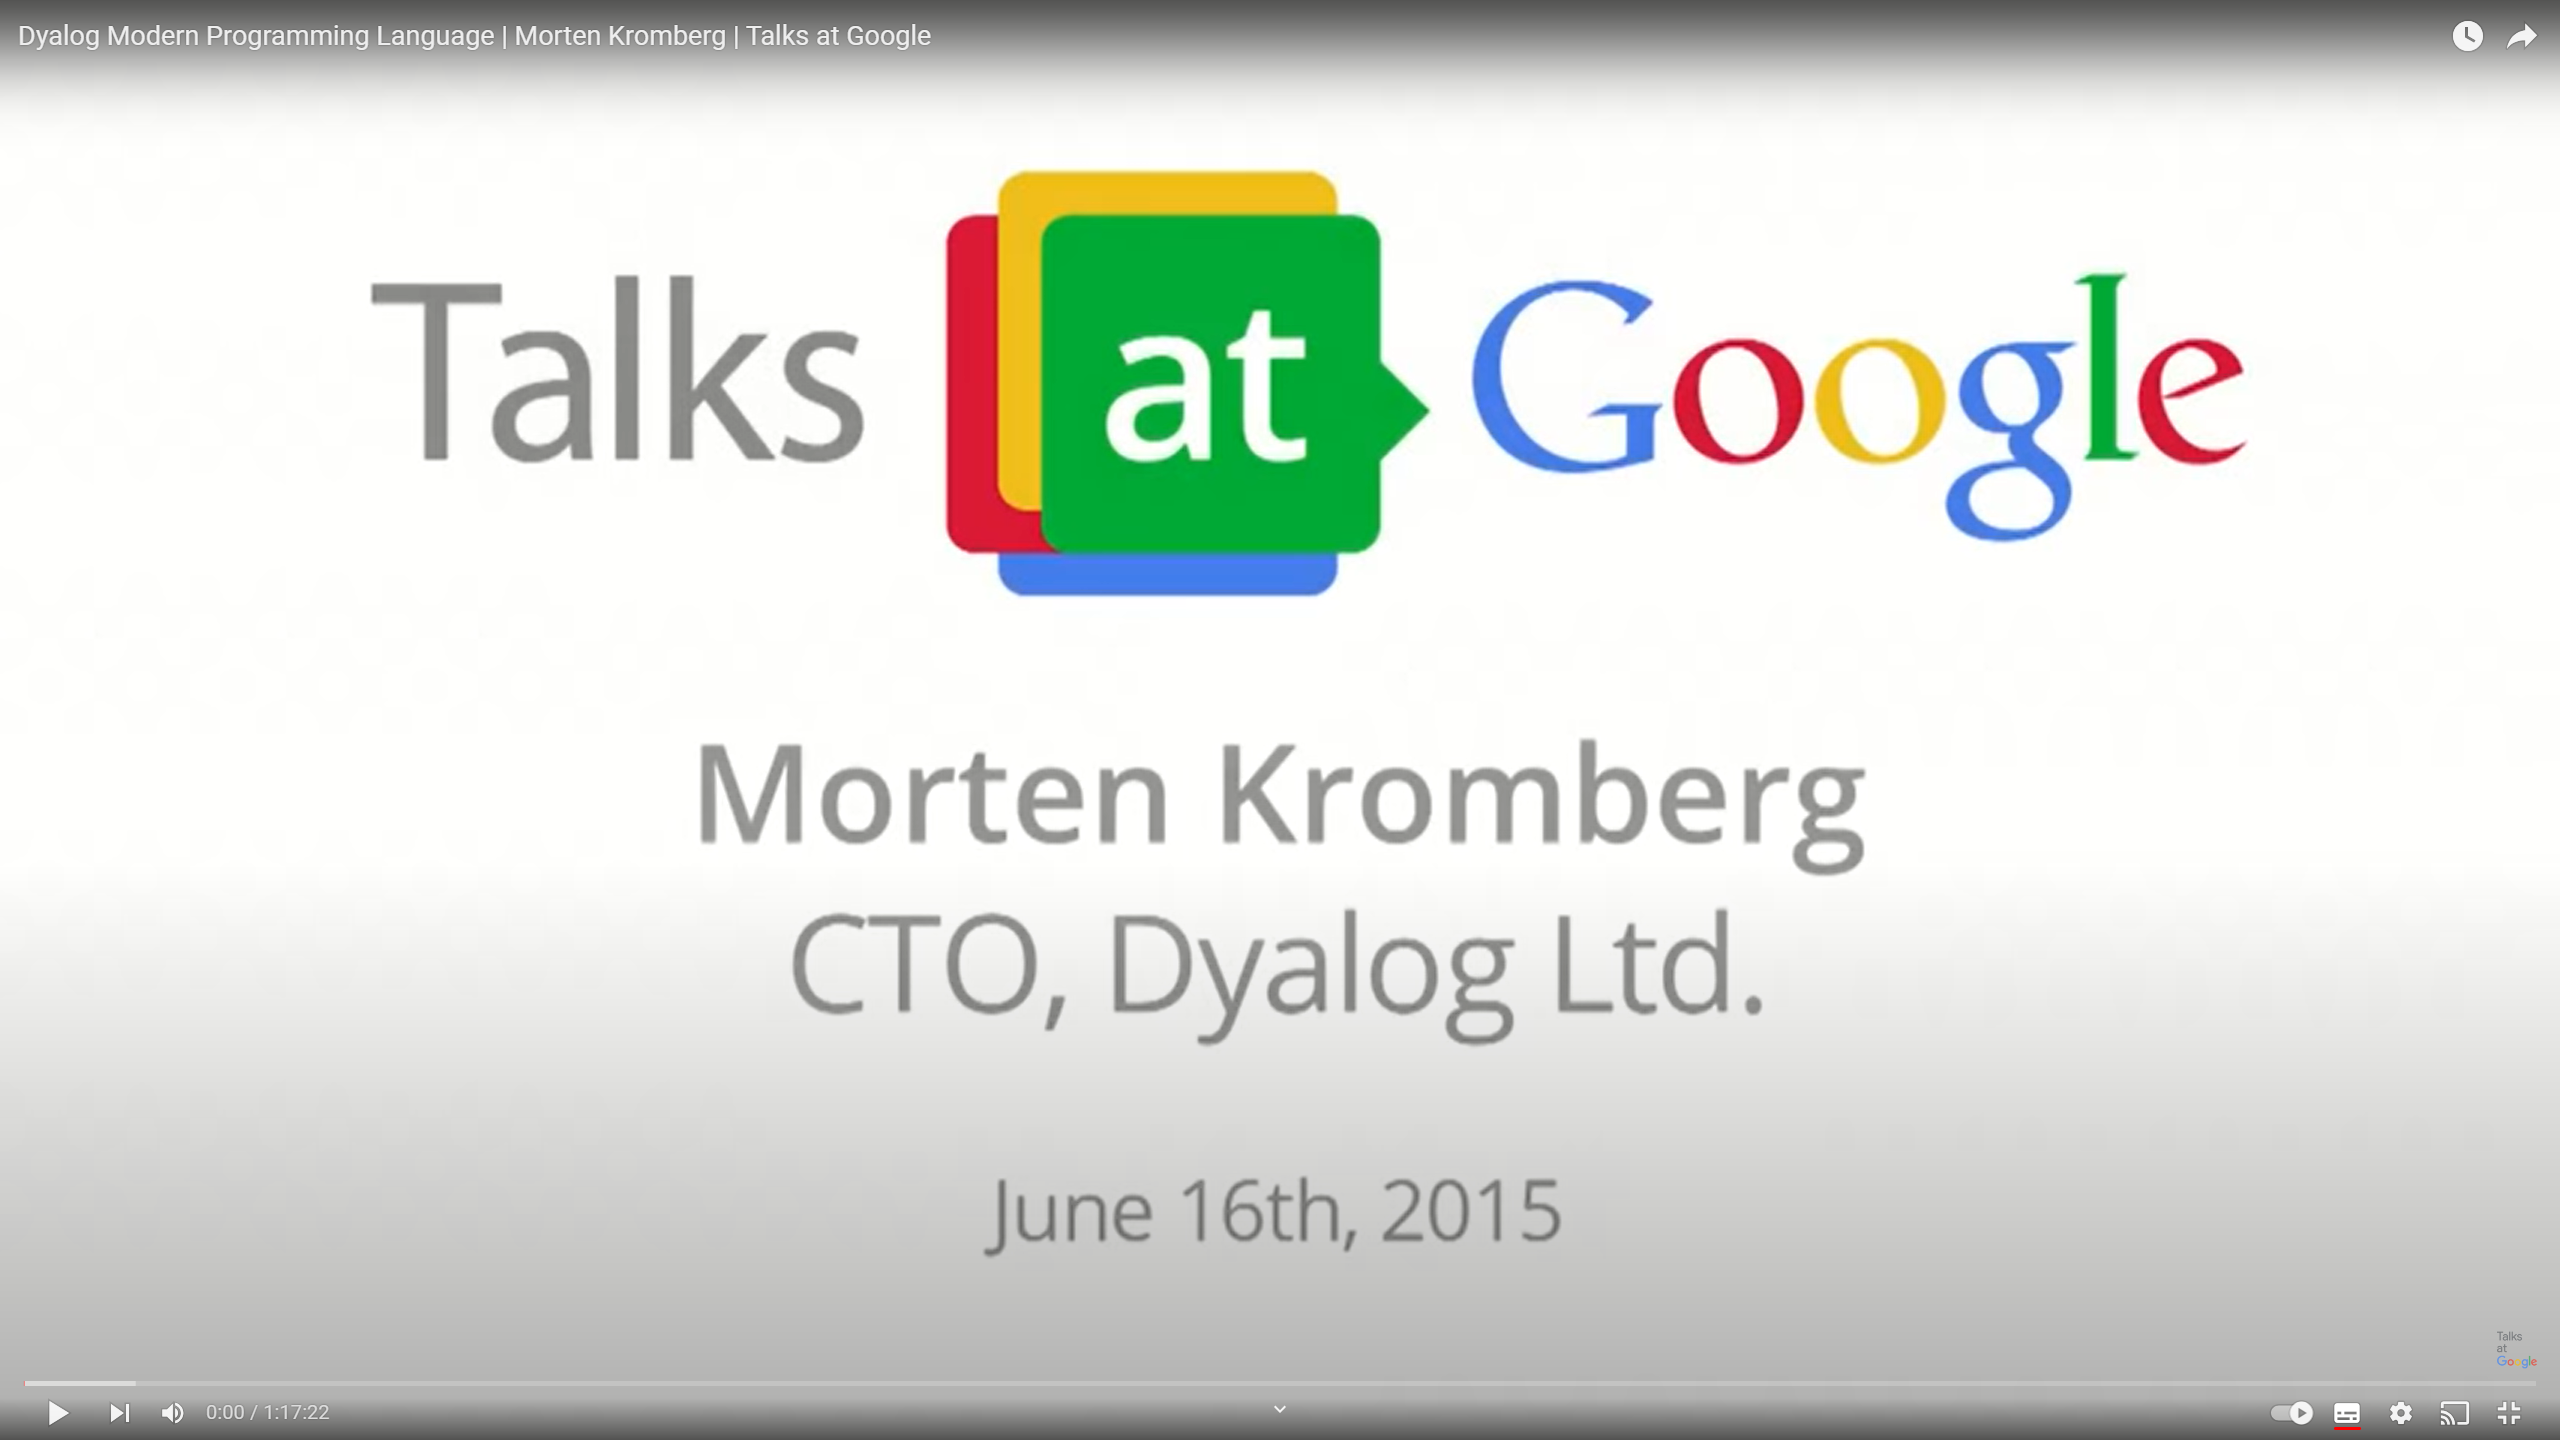 Dyalog Modern Programming Language | Morten Kromberg | Talks at Google
Talks at Google
Morten Kromberg
CTO, Dyalog Ltd.
June 16th, 2015
Talks
at
Google
0:00 / 1:17:22